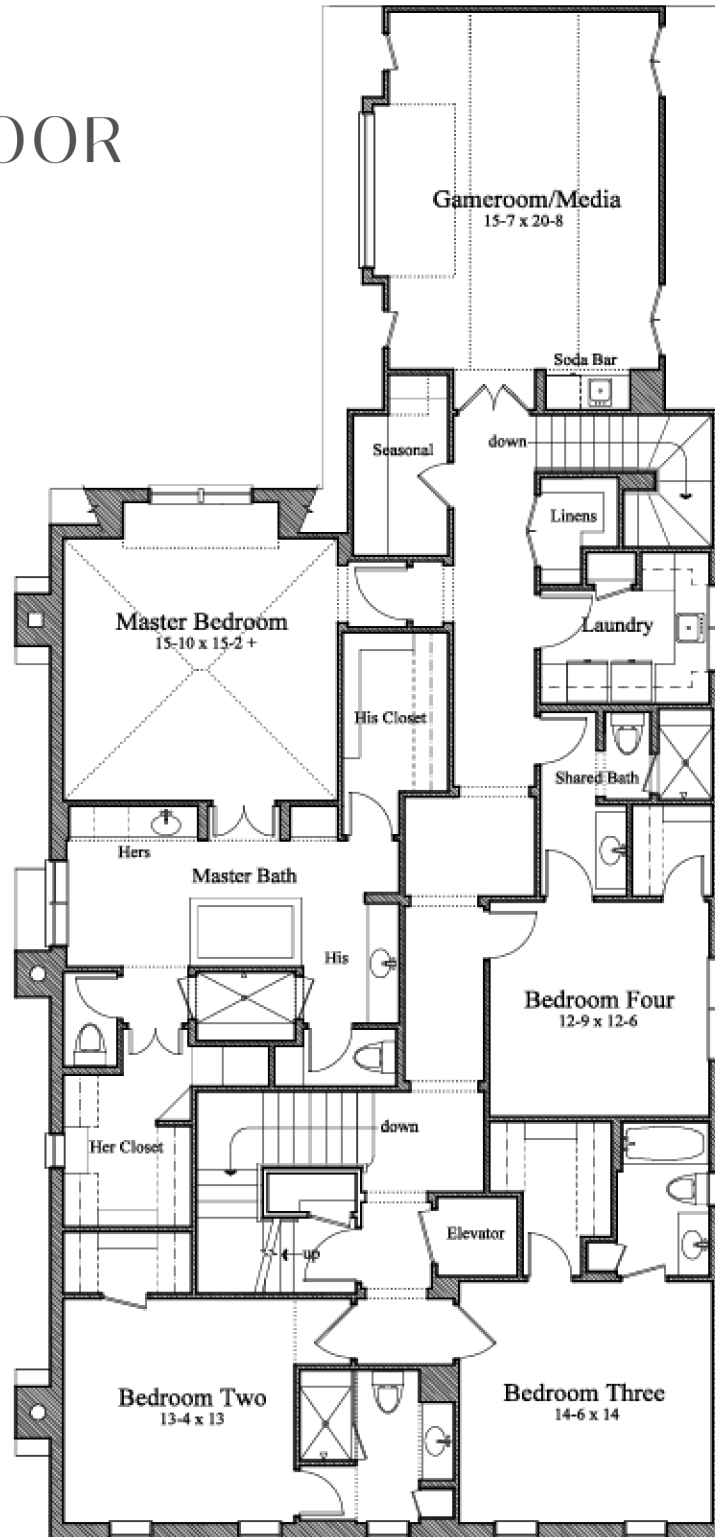 OOR
Gameroom/Media
15-7 x 20-8
Soda Bar
Seasonal
down
Linens
Master Bedroom
15-10 x 15-2 +
Laundry
His Closet
Shared Bath
Hers
Master Bath
His
Bedroom Four
12-9 x 12-6
down
Her Closet
Elevator
up
Bedroom Two
13-4 x 13
Bedroom Three
14-6 x 14